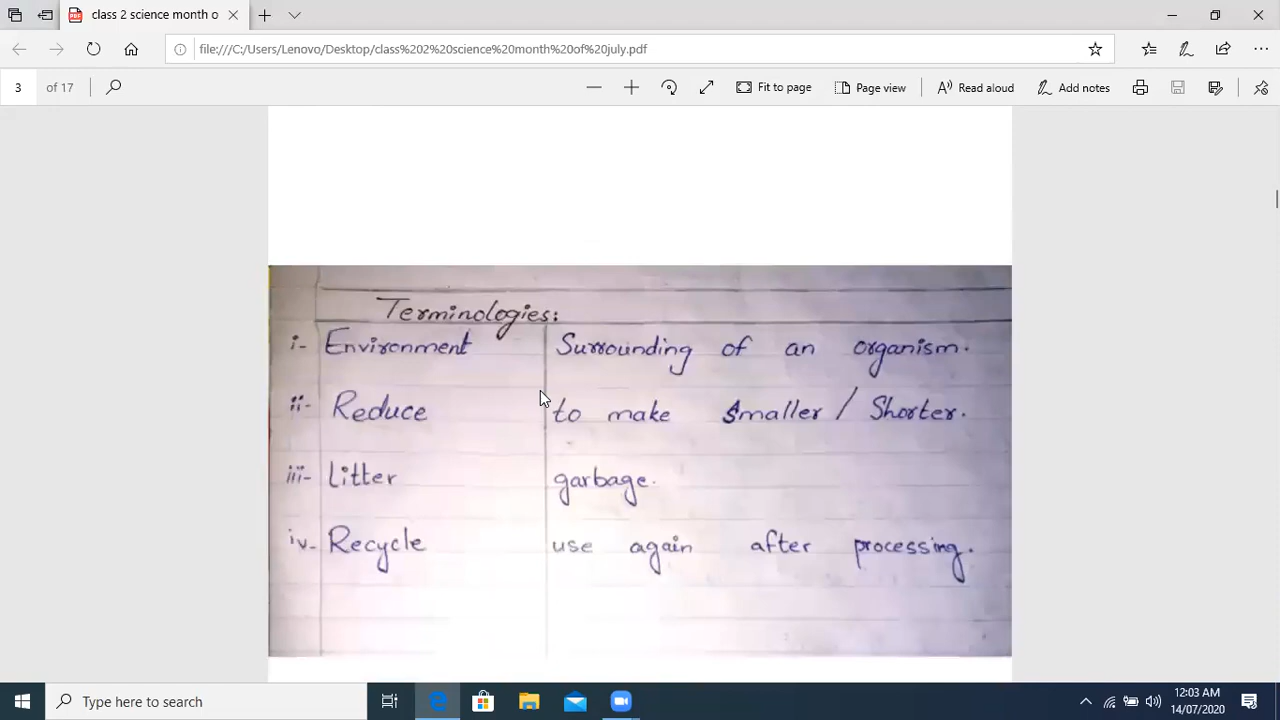 class 2 science month o
file:///C:/Users/Lenovo/Desktop/class%202%20science%20month%20of%20july.pdf
3 of 17 Fit to page Page view Read aloud Add notes
Terminologies:
i- Environment Surrounding of an organism.
ii- Reduce to make smaller / Shorter.
iii- Litter garbage.
iv- Recycle use again after processing.
Type here to search
12:03 AM
14/07/2020